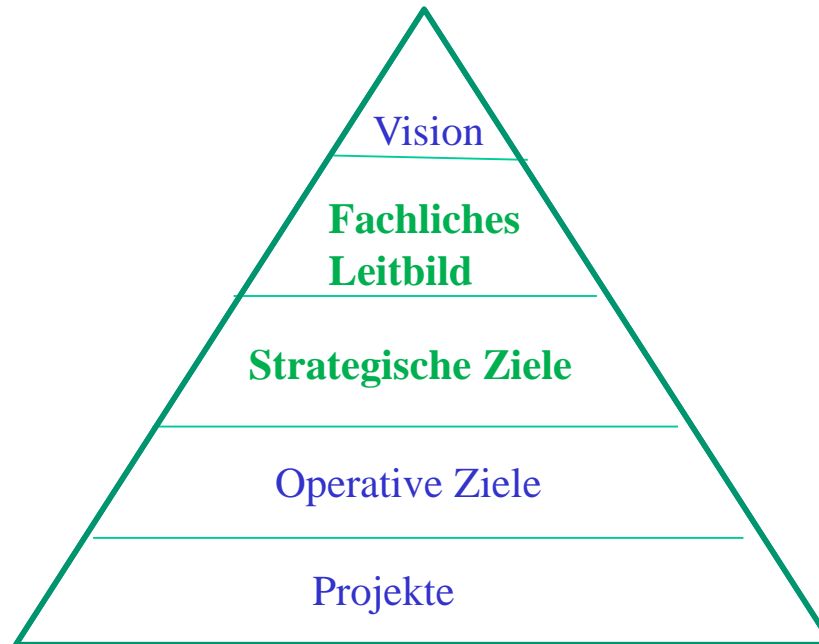 Vision
Fachliches
Leitbild
Strategische Ziele
Operative Ziele
Projekte